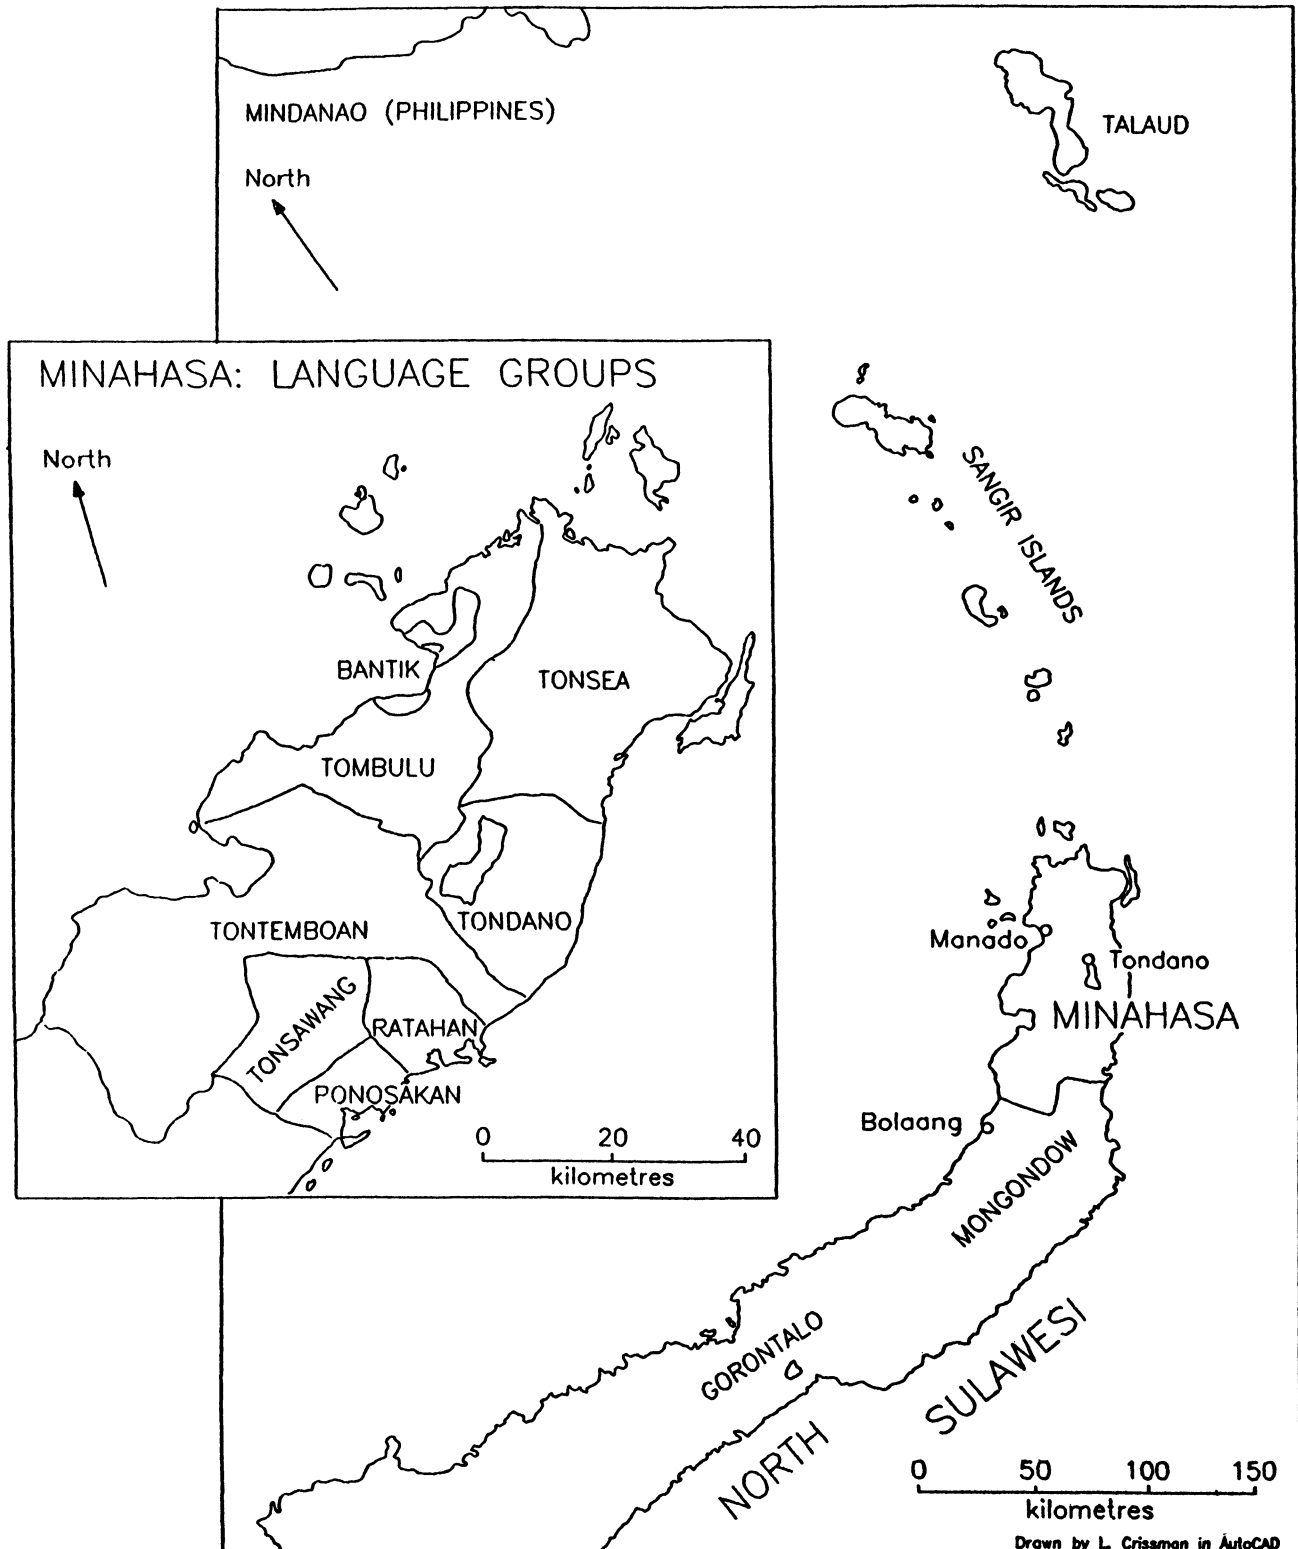 MINDANAO (PHILIPPINES)
TALAUD
North
MINAHASA: LANGUAGE GROUPS
North
SANGIR ISLANDS
BANTIK
TONSEA
TOMBULU
TONDANO
TONTEMBOAN
TONSAWANG
RATAHAN
PONOSAKAN
0 20 40
kilometres
Manado
Tondano
MINAHASA
Bolaang
MONGONDOW
GORONTALO
NORTH SULAWESI
0 50 100 150
kilometres
Drawn by L. Crissman in AutoCAD